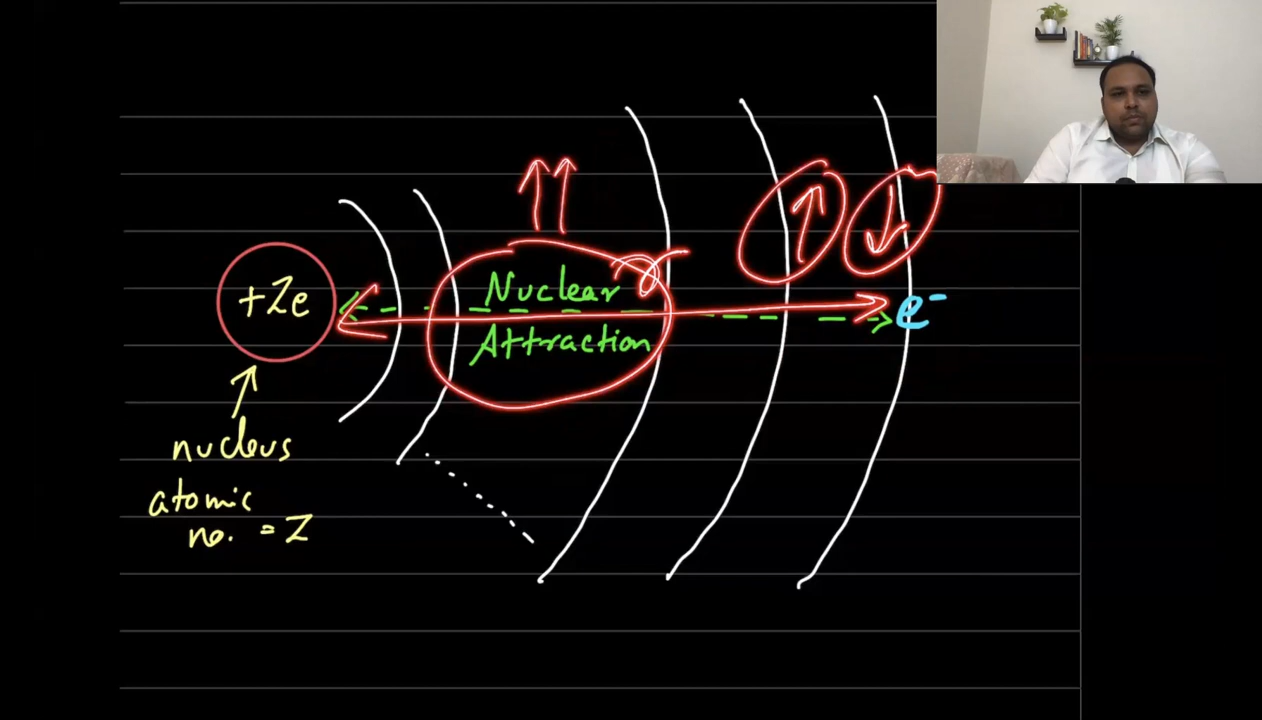 Nuclear
Attraction
+Ze
e⁻
nucleus
atomic
no. = Z